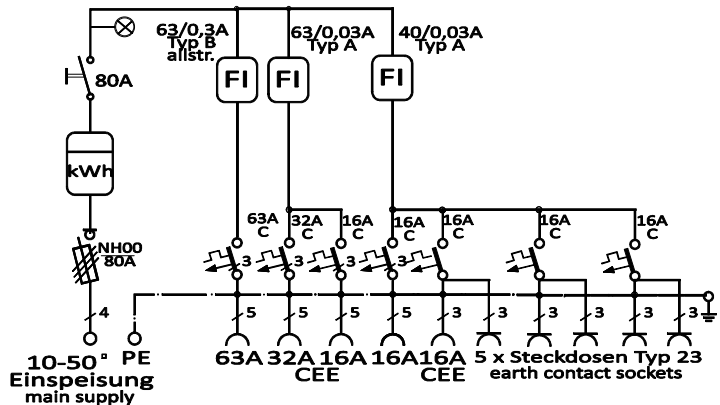 63/0,3A
Typ B
allstr.
63/0,03A
Typ A
40/0,03A
Typ A
FI
FI
FI
80A
kWh
NH00
80A
63A
C
32A
C
16A
C
16A
C
16A
C
16A
C
16A
C
3
3
3
3
4
5
5
5
5
3
3
3
3
3
3
10-50²
Einspeisung
main supply
PE
63A
32A
16A
CEE
16A
16A
CEE
5 x Steckdosen Typ 23
earth contact sockets